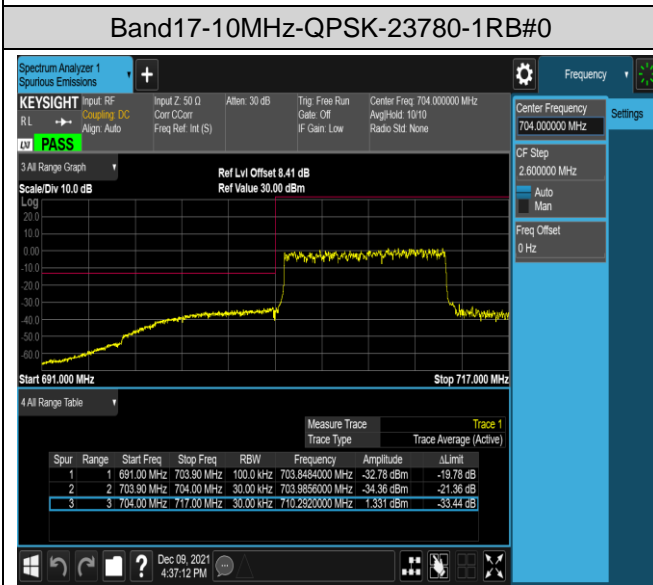 Band17-10MHz-QPSK-23780-1RB#0
Spectrum Analyzer 1
Spurious Emissions
Frequency
KEYSIGHT
RL
LXI PASS
Input: RF
Coupling: DC
Align: Auto
Input Z: 50 Ω
Corr CCorr
Freq Ref: Int (S)
Atten: 30 dB
Trig: Free Run
Gate: Off
IF Gain: Low
Center Freq: 704.000000 MHz
Avg|Hold: 10/10
Radio Std: None
Center Frequency
704.000000 MHz
Settings
CF Step
2.600000 MHz
Auto
Man
Freq Offset
0 Hz
3 All Range Graph
Scale/Div 10.0 dB
Ref Lvl Offset 8.41 dB
Ref Value 30.00 dBm
Log
20.0
10.0
0.00
-10.0
-20.0
-30.0
-40.0
-50.0
-60.0
Start 691.000 MHz
Stop 717.000 MHz
4 All Range Table
Measure Trace Trace 1
Trace Type Trace Average (Active)
Spur Range Start Freq Stop Freq RBW Frequency Amplitude ΔLimit
1 1 691.00 MHz 703.90 MHz 100.0 kHz 703.8484000 MHz -32.78 dBm -19.78 dB
2 2 703.90 MHz 704.00 MHz 30.00 kHz 703.9856000 MHz -34.36 dBm -21.36 dB
3 3 704.00 MHz 717.00 MHz 30.00 kHz 710.2920000 MHz 1.331 dBm -33.44 dB
Dec 09, 2021
4:37:12 PM